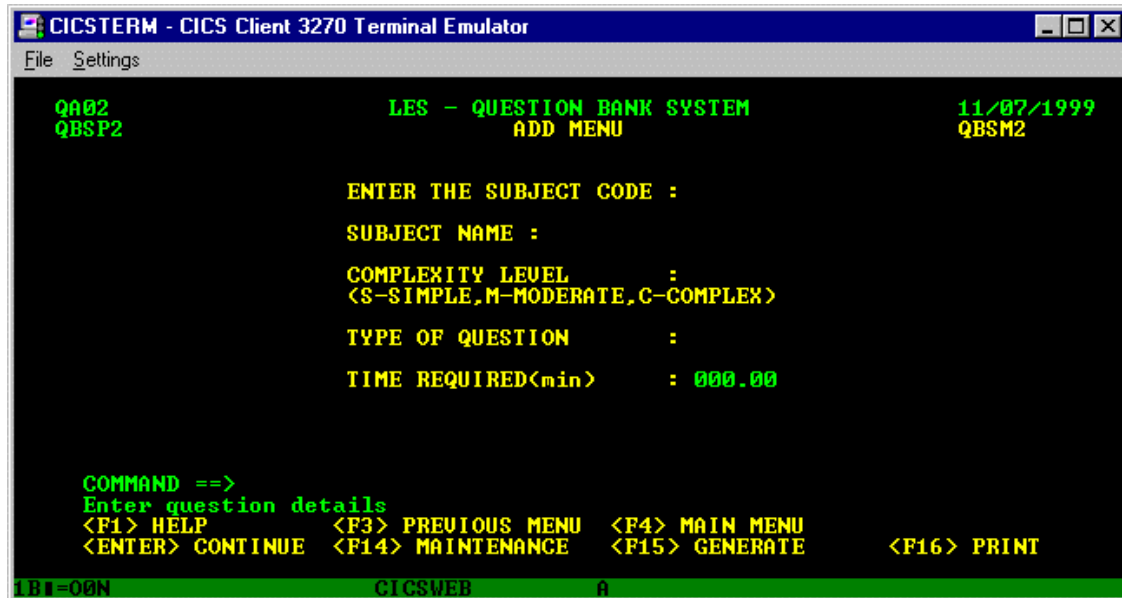 CICSTERM - CICS Client 3270 Terminal Emulator
File Settings
QA02 LES - QUESTION BANK SYSTEM 11/07/1999
QBSP2 ADD MENU QBSM2
ENTER THE SUBJECT CODE :
SUBJECT NAME :
COMPLEXITY LEVEL :
(S-SIMPLE,M-MODERATE,C-COMPLEX)
TYPE OF QUESTION :
TIME REQUIRED(min) : 000.00
COMMAND ==>
Enter question details
<F1> HELP <F3> PREVIOUS MENU <F4> MAIN MENU
<ENTER> CONTINUE <F14> MAINTENANCE <F15> GENERATE <F16> PRINT
1B▮=OON CICSWEB A